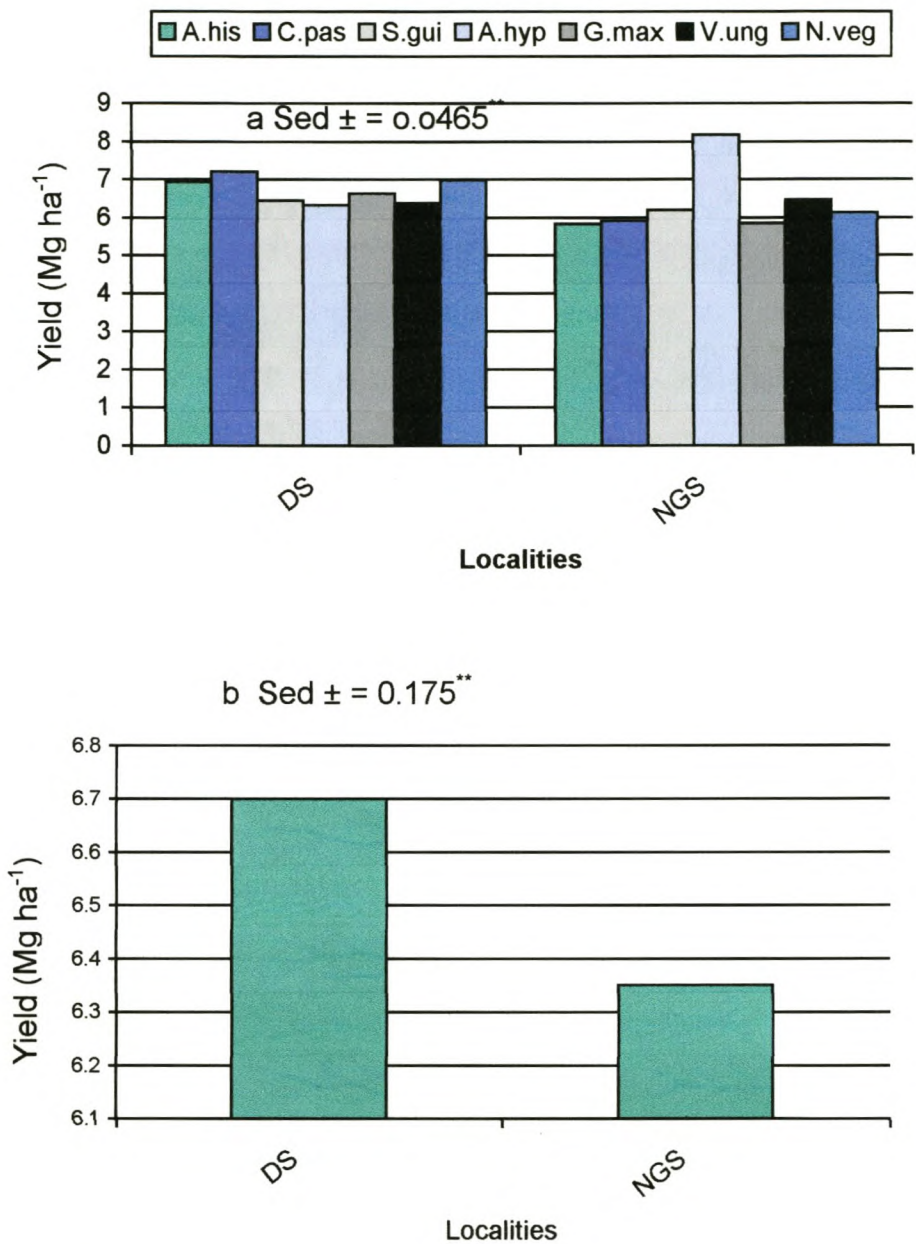 A.his C.pas S.gui A.hyp G.max V.ung N.veg
a Sed ± = o.o465**
9
8
7
6
5
4
3
2
1
0
Yield (Mg ha-1)
DS NGS
Localities
b Sed ± = 0.175**
6.8
6.7
6.6
6.5
6.4
6.3
6.2
6.1
Yield (Mg ha-1)
DS NGS
Localities